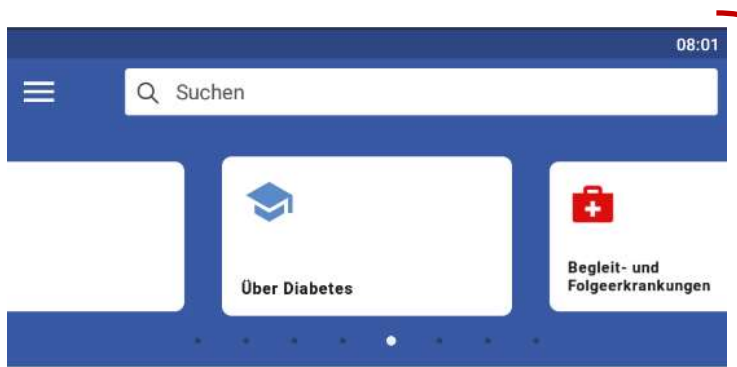 08:01
Suchen
Über Diabetes
Begleit- und
Folgeerkrankungen